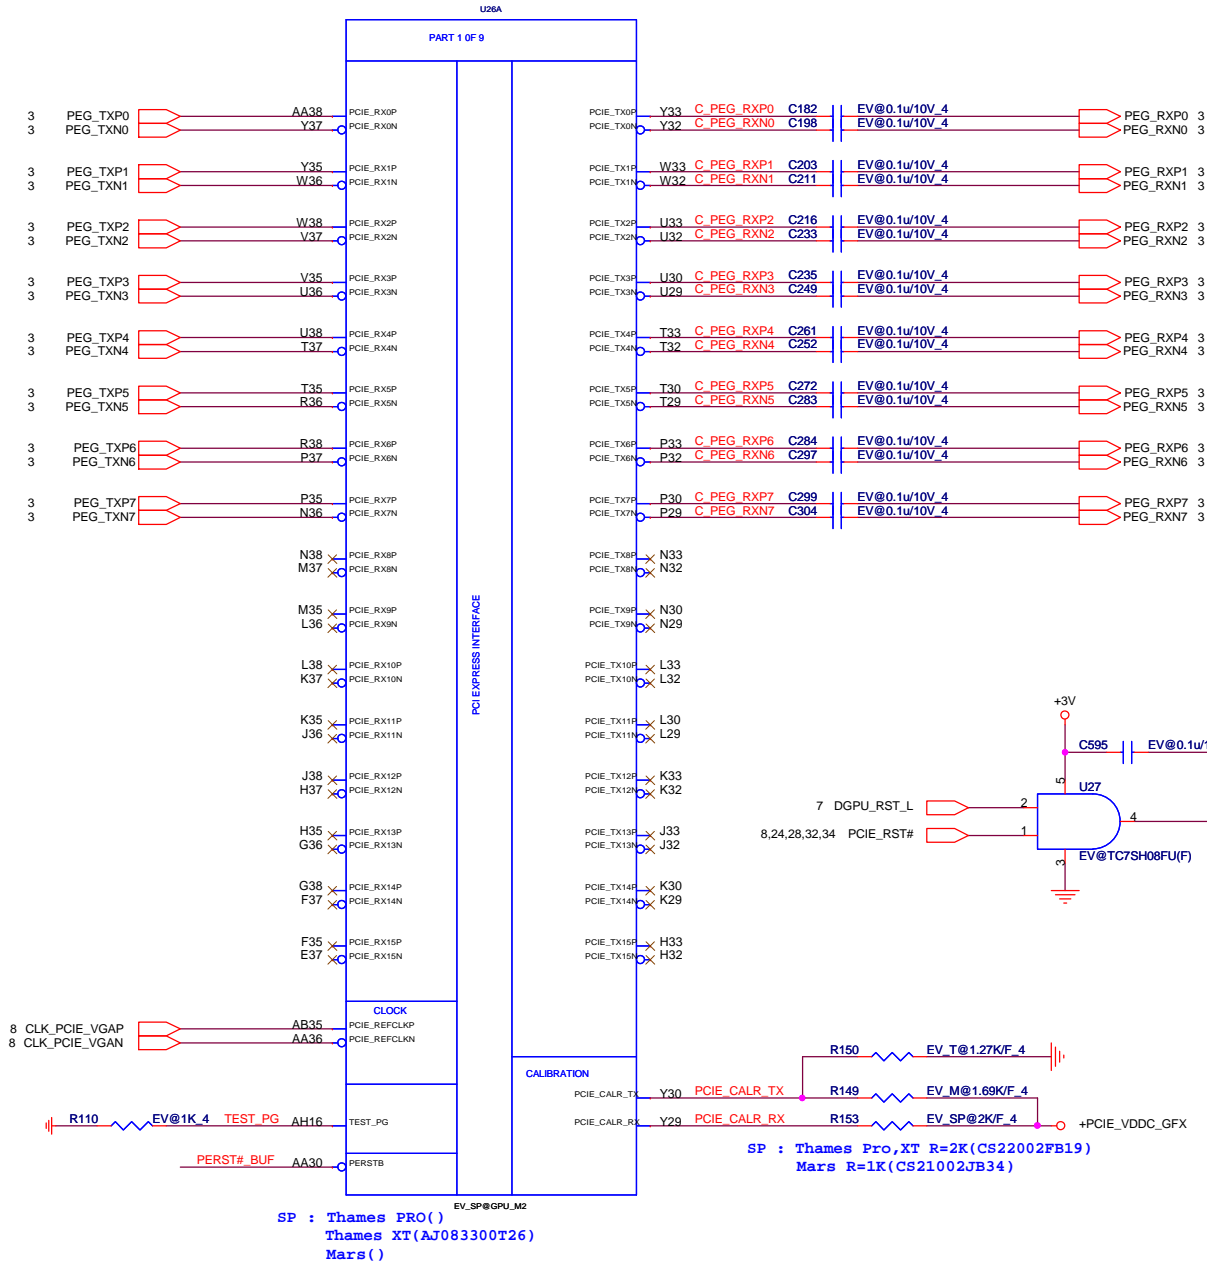 U26A
PART 1 0F 9
3 PEG_TXP0 AA38 PCIE_RX0P PCIE_TX0P Y33 C_PEG_RXP0 C182 EV@0.1u/10V_4 PEG_RXP0 3
3 PEG_TXN0 Y37 PCIE_RX0N PCIE_TX0N Y32 C_PEG_RXN0 C198 EV@0.1u/10V_4 PEG_RXN0 3
3 PEG_TXP1 Y35 PCIE_RX1P PCIE_TX1P W33 C_PEG_RXP1 C203 EV@0.1u/10V_4 PEG_RXP1 3
3 PEG_TXN1 W36 PCIE_RX1N PCIE_TX1N W32 C_PEG_RXN1 C211 EV@0.1u/10V_4 PEG_RXN1 3
3 PEG_TXP2 W38 PCIE_RX2P PCIE_TX2P U33 C_PEG_RXP2 C216 EV@0.1u/10V_4 PEG_RXP2 3
3 PEG_TXN2 V37 PCIE_RX2N PCIE_TX2N U32 C_PEG_RXN2 C233 EV@0.1u/10V_4 PEG_RXN2 3
3 PEG_TXP3 V35 PCIE_RX3P PCIE_TX3P U30 C_PEG_RXP3 C235 EV@0.1u/10V_4 PEG_RXP3 3
3 PEG_TXN3 U36 PCIE_RX3N PCIE_TX3N U29 C_PEG_RXN3 C249 EV@0.1u/10V_4 PEG_RXN3 3
3 PEG_TXP4 U38 PCIE_RX4P PCIE_TX4P T33 C_PEG_RXP4 C261 EV@0.1u/10V_4 PEG_RXP4 3
3 PEG_TXN4 T37 PCIE_RX4N PCIE_TX4N T32 C_PEG_RXN4 C252 EV@0.1u/10V_4 PEG_RXN4 3
3 PEG_TXP5 T35 PCIE_RX5P PCIE_TX5P T30 C_PEG_RXP5 C272 EV@0.1u/10V_4 PEG_RXP5 3
3 PEG_TXN5 R36 PCIE_RX5N PCIE_TX5N T29 C_PEG_RXN5 C283 EV@0.1u/10V_4 PEG_RXN5 3
3 PEG_TXP6 R38 PCIE_RX6P PCIE_TX6P P33 C_PEG_RXP6 C284 EV@0.1u/10V_4 PEG_RXP6 3
3 PEG_TXN6 P37 PCIE_RX6N PCIE_TX6N P32 C_PEG_RXN6 C297 EV@0.1u/10V_4 PEG_RXN6 3
3 PEG_TXP7 P35 PCIE_RX7P PCIE_TX7P P30 C_PEG_RXP7 C299 EV@0.1u/10V_4 PEG_RXP7 3
3 PEG_TXN7 N36 PCIE_RX7N PCIE_TX7N P29 C_PEG_RXN7 C304 EV@0.1u/10V_4 PEG_RXN7 3
N38 PCIE_RX8P PCIE_TX8P N33
M37 PCIE_RX8N PCIE_TX8N N32
M35 PCIE_RX9P PCIE_TX9P N30
L36 PCIE_RX9N PCIE_TX9N N29
PCI EXPRESS INTERFACE
L38 PCIE_RX10P PCIE_TX10P L33
K37 PCIE_RX10N PCIE_TX10N L32
K35 PCIE_RX11P PCIE_TX11P L30
J36 PCIE_RX11N PCIE_TX11N L29
J38 PCIE_RX12P PCIE_TX12P K33
H37 PCIE_RX12N PCIE_TX12N K32
H35 PCIE_RX13P PCIE_TX13P J33
G36 PCIE_RX13N PCIE_TX13N J32
G38 PCIE_RX14P PCIE_TX14P K30
F37 PCIE_RX14N PCIE_TX14N K29
F35 PCIE_RX15P PCIE_TX15P H33
E37 PCIE_RX15N PCIE_TX15N H32
+3V
C595 EV@0.1u/1
5 U27
7 DGPU_RST_L 2
4
8,24,28,32,34 PCIE_RST# 1
3 EV@TC7SH08FU(F)
CLOCK
8 CLK_PCIE_VGAP AB35 PCIE_REFCLKP
8 CLK_PCIE_VGAN AA36 PCIE_REFCLKN
R150 EV_T@1.27K/F_4
CALIBRATION
PCIE_CALR_TX Y30 PCIE_CALR_TX R149 EV_M@1.69K/F_4
R110 EV@1K_4 TEST_PG AH16 TEST_PG
PCIE_CALR_RX Y29 PCIE_CALR_RX R153 EV_SP@2K/F_4 +PCIE_VDDC_GFX
SP : Thames Pro,XT R=2K(CS22002FB19)
Mars R=1K(CS21002JB34)
PERST#_BUF AA30 PERSTB
EV_SP@GPU_M2
SP : Thames PRO()
Thames XT(AJ083300T26)
Mars()